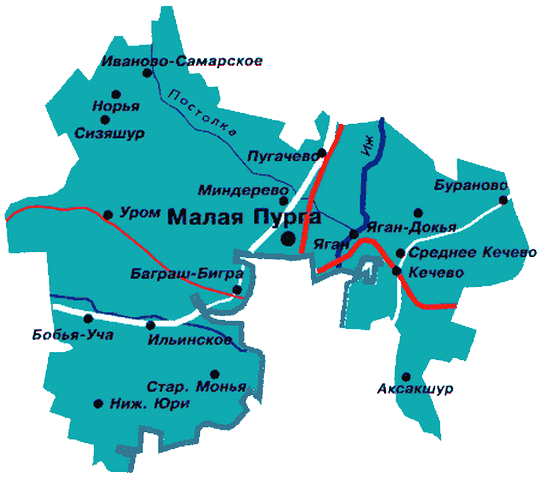 Иваново-Самарское
Норья
Постолка
Сизяшур
Иж
Пугачево
Бураново
Миндерево
Уром
Малая Пурга
Яган-Докья
Яган
Среднее Кечево
Баграш-Бигра
Кечево
Бобья-Уча
Ильинское
Стар. Монья
Аксакшур
Ниж. Юри